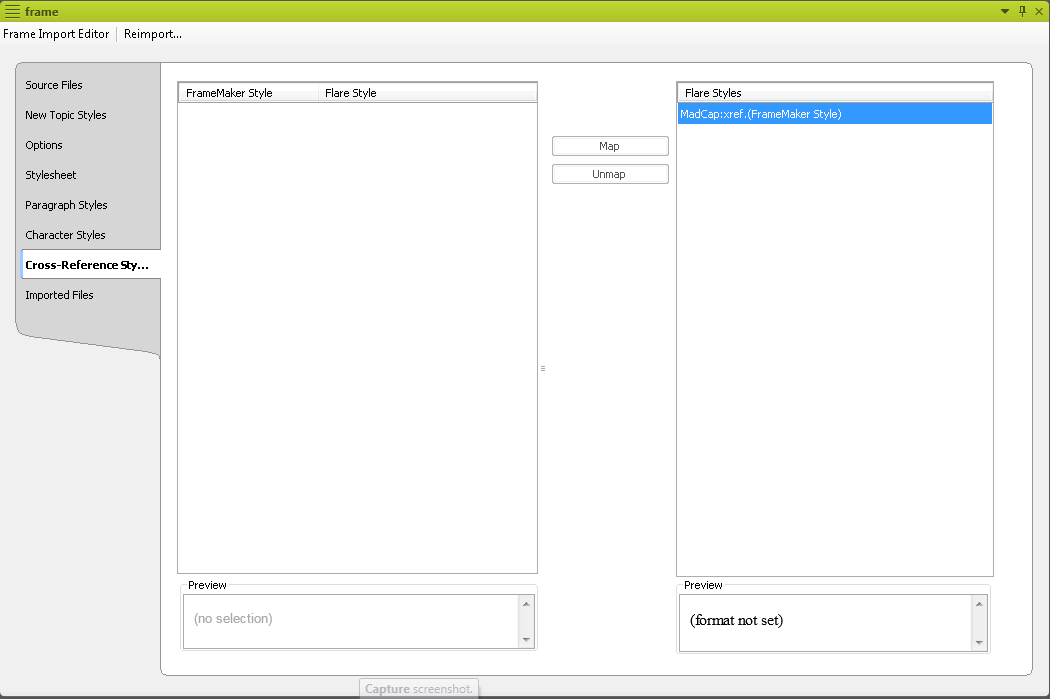 frame
Frame Import Editor Reimport...
Source Files
New Topic Styles
Options
Stylesheet
Paragraph Styles
Character Styles
Cross-Reference Sty...
Imported Files
FrameMaker Style Flare Style
Map
Unmap
Flare Styles
MadCap:xref.(FrameMaker Style)
Preview
(no selection)
Preview
(format not set)
Capture screenshot.